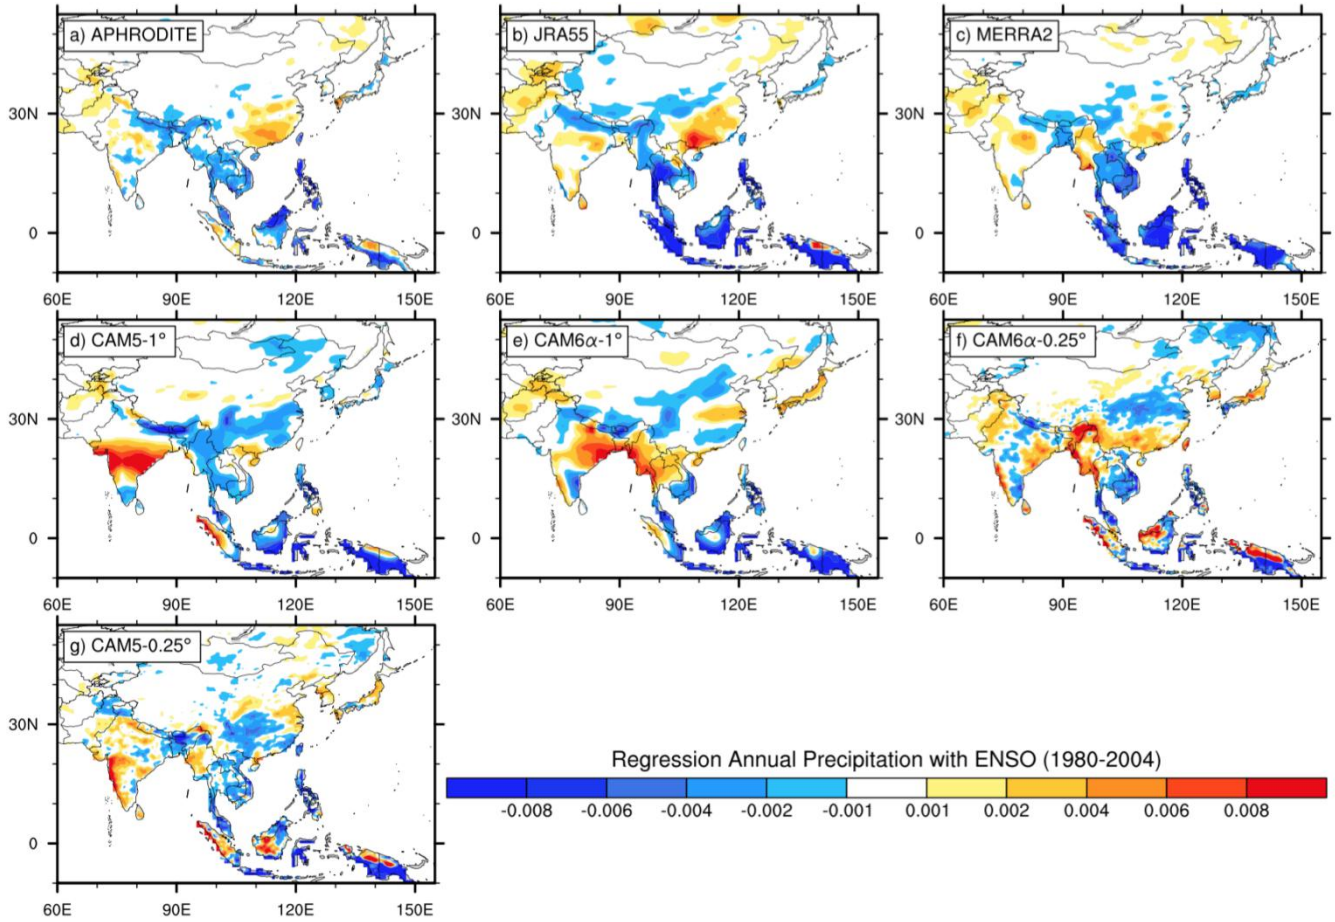 a) APHRODITE
b) JRA55
c) MERRA2
30N
30N
30N
0
0
0
60E 90E 120E 150E
60E 90E 120E 150E
60E 90E 120E 150E
d) CAM5-1°
e) CAM6α-1°
f) CAM6α-0.25°
30N
30N
30N
0
0
0
60E 90E 120E 150E
60E 90E 120E 150E
60E 90E 120E 150E
g) CAM5-0.25°
30N
0
60E 90E 120E 150E
Regression Annual Precipitation with ENSO (1980-2004)
-0.008 -0.006 -0.004 -0.002 -0.001 0.001 0.002 0.004 0.006 0.008